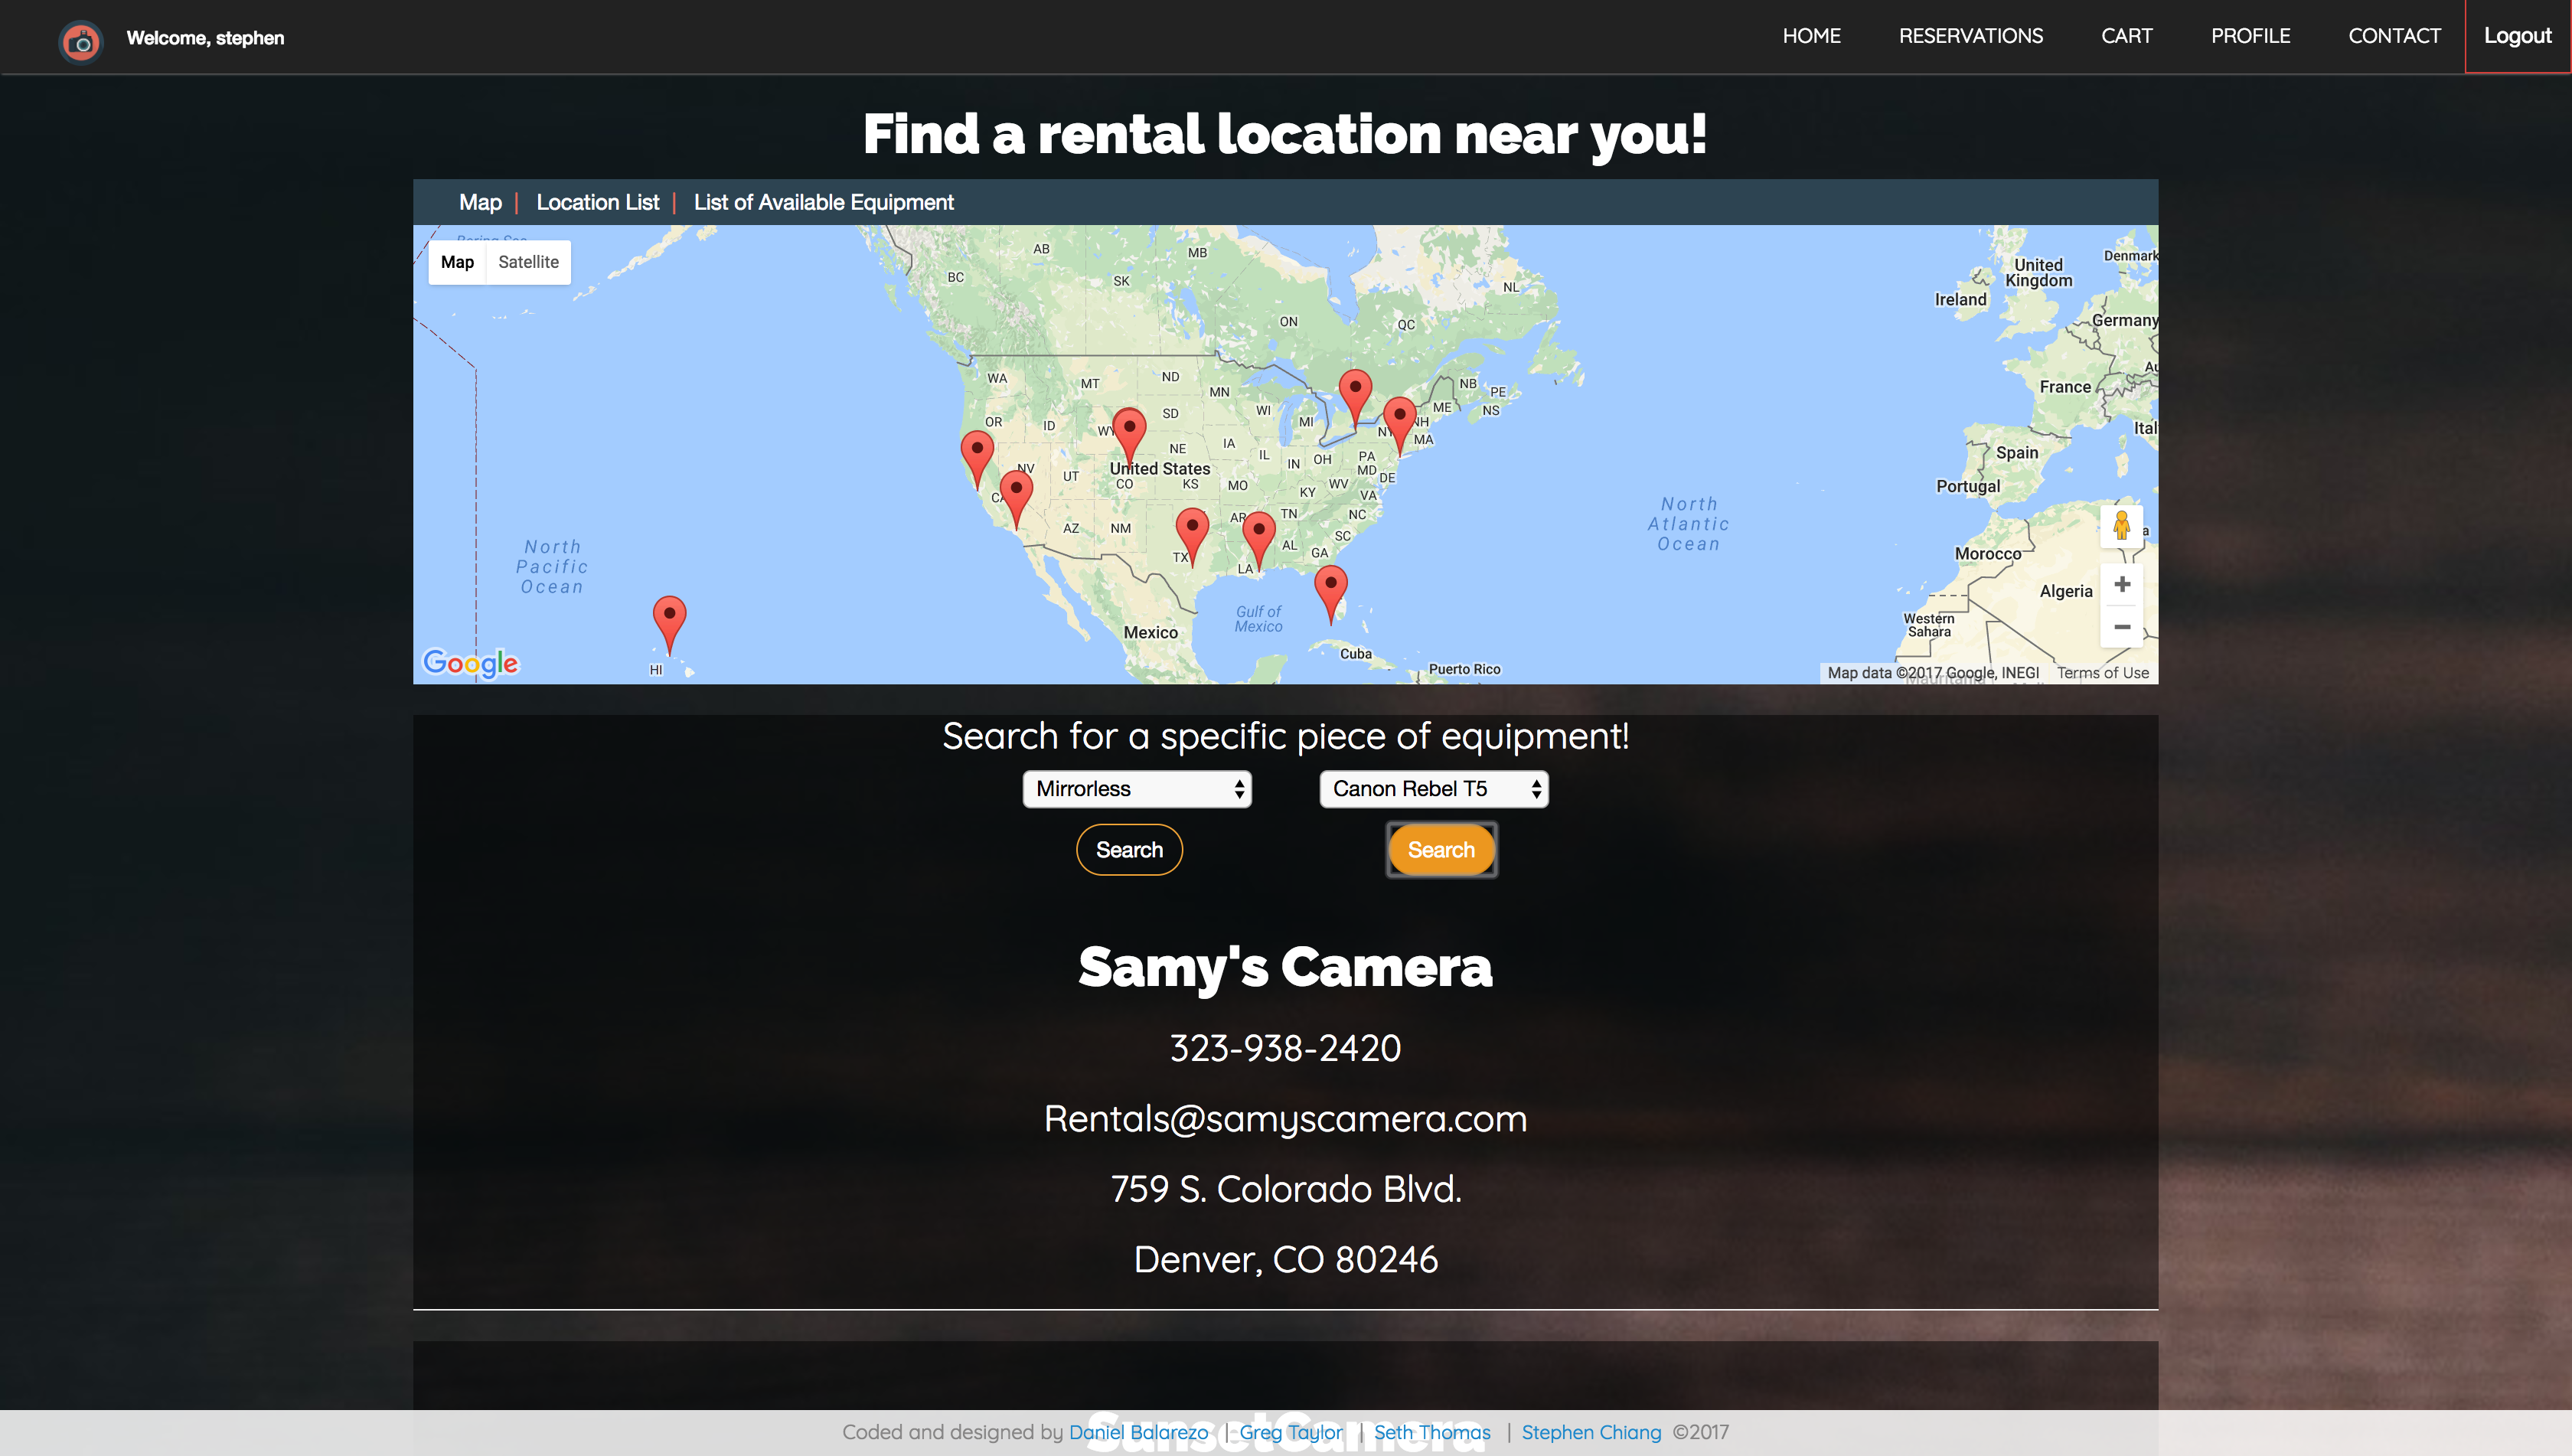 Welcome, stephen
HOME RESERVATIONS CART PROFILE CONTACT Logout
Find a rental location near you!
Map | Location List | List of Available Equipment
Bering Sea
Map Satellite
AB
MB
BC
SK
NL
ON
QC
United
Kingdom
Ireland
Denmark
Germany
France
WA
MT
ND
MN
NB
PE
NS
ME
OR
ID
WY
SD
WI
MI
NH
MA
NV
UT
NE
IA
IL
IN
OH
PA
MD
DE
United States
CO
KS
MO
KY
WV
VA
AZ
NM
AR
TN
NC
SC
TX
LA
AL
GA
Spain
Portugal
Morocco
Algeria
Western
Sahara
North
Pacific
Ocean
North
Atlantic
Ocean
Gulf of
Mexico
Mexico
Cuba
Puerto Rico
HI
Google
Map data ©2017 Google, INEGI Terms of Use
Search for a specific piece of equipment!
Mirrorless Canon Rebel T5
Search Search
Samy's Camera
323-938-2420
Rentals@samyscamera.com
759 S. Colorado Blvd.
Denver, CO 80246
SunsetCamera
Coded and designed by Daniel Balarezo | Greg Taylor | Seth Thomas | Stephen Chiang ©2017